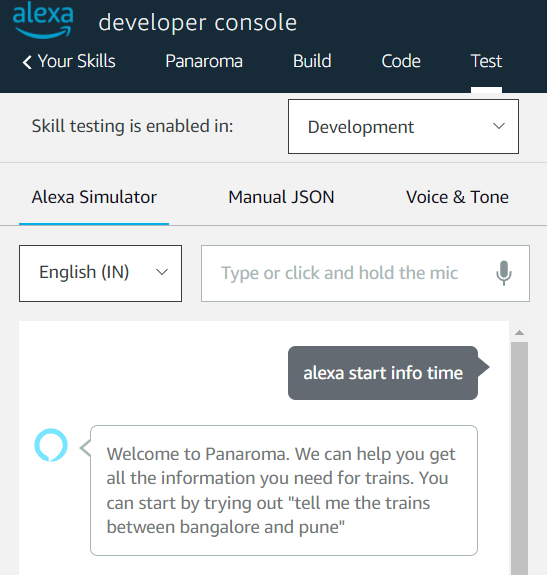 alexa developer console
Your Skills Panaroma Build Code Test
Skill testing is enabled in: Development
Alexa Simulator Manual JSON Voice & Tone
English (IN) Type or click and hold the mic
alexa start info time
Welcome to Panaroma. We can help you get
all the information you need for trains. You
can start by trying out "tell me the trains
between bangalore and pune"